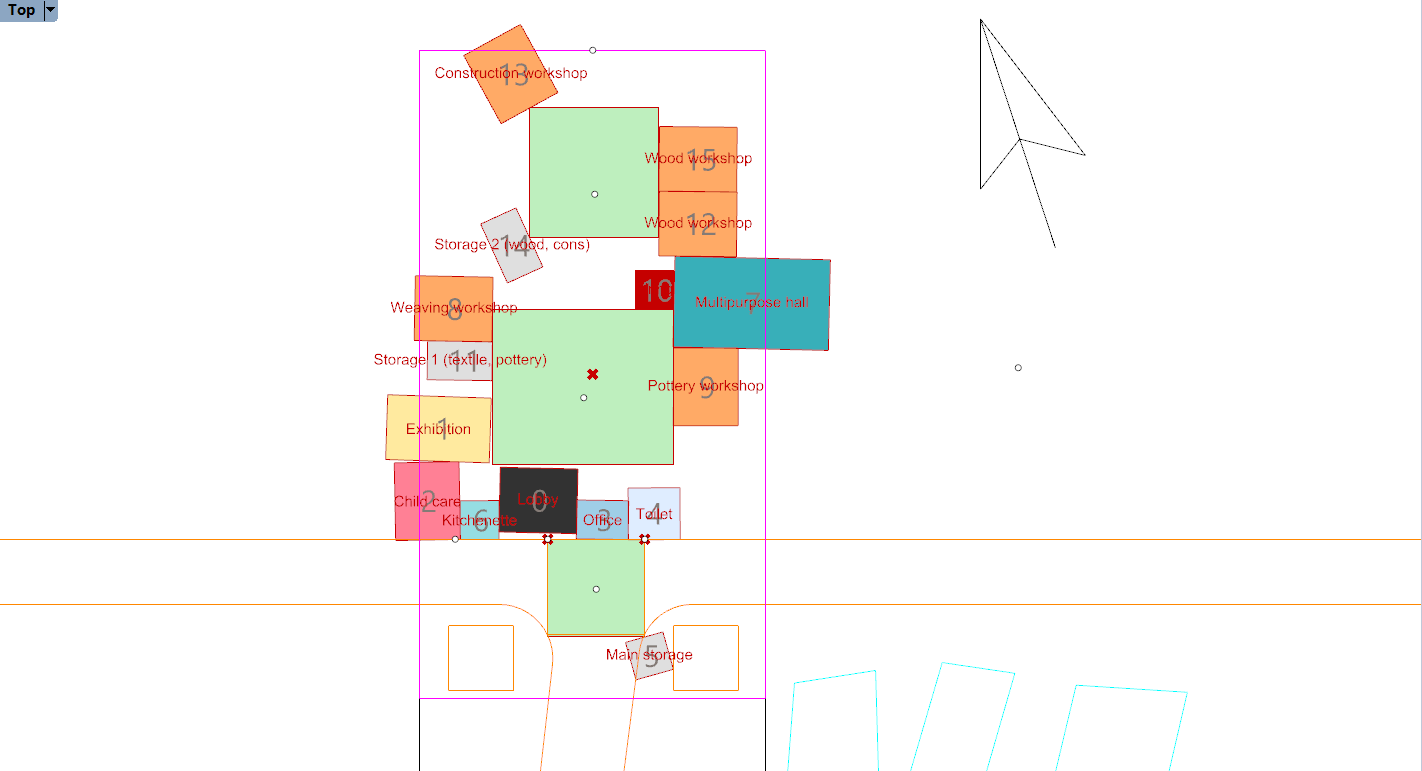 Top
13
Construction workshop
15
Wood workshop
12
Wood workshop
14
Storage 2 (wood, cons)
10
7
Multipurpose hall
8
Weaving workshop
11
Storage 1 (textile, pottery)
9
Pottery workshop
1
Exhibition
2
Child care
6
Kitchenette
0
Lobby
3
Office
4
Toilet
5
Main storage